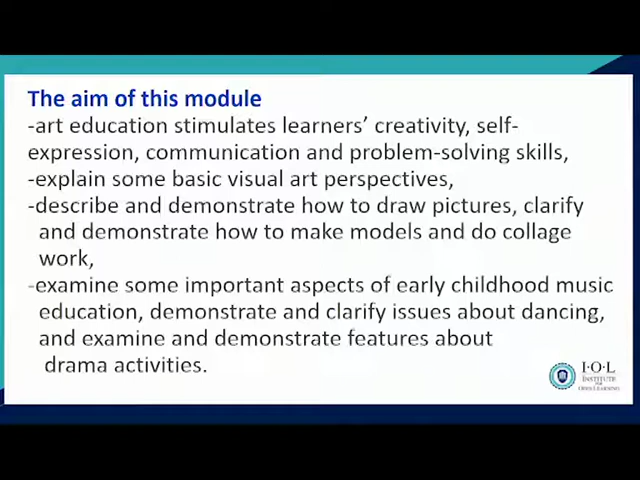 The aim of this module
-art education stimulates learners’ creativity, self-
expression, communication and problem-solving skills,
-explain some basic visual art perspectives,
-describe and demonstrate how to draw pictures, clarify
and demonstrate how to make models and do collage
work,
-examine some important aspects of early childhood music
education, demonstrate and clarify issues about dancing,
and examine and demonstrate features about
drama activities.
I·O·L
INSTITUTE
FOR
OPEN LEARNING